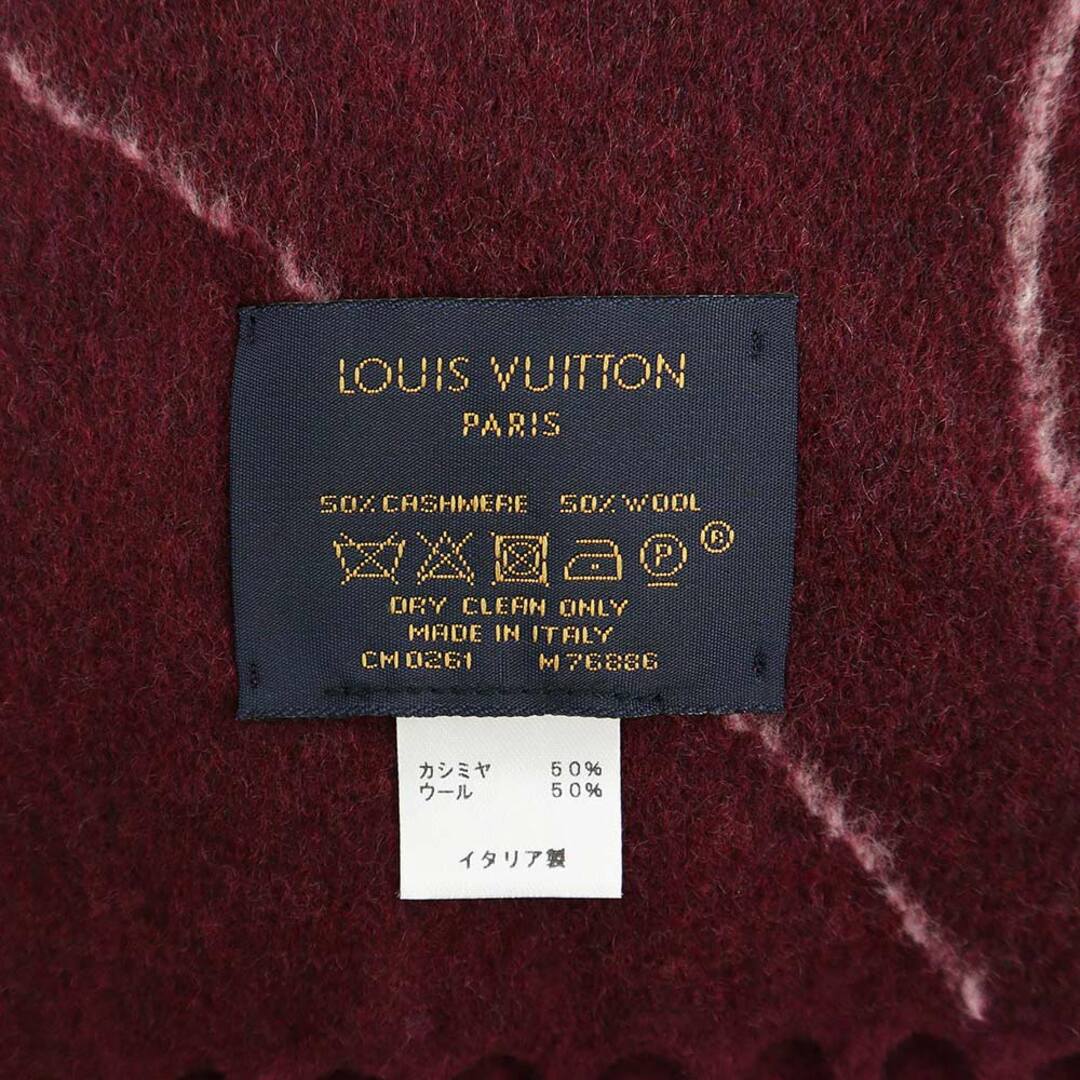 LOUIS VUITTON
PARIS
50% CASHMERE 50% WOOL
P ®
DRY CLEAN ONLY
MADE IN ITALY
CM0261 M76886
カシミヤ 50%
ウール 50%
イタリア製